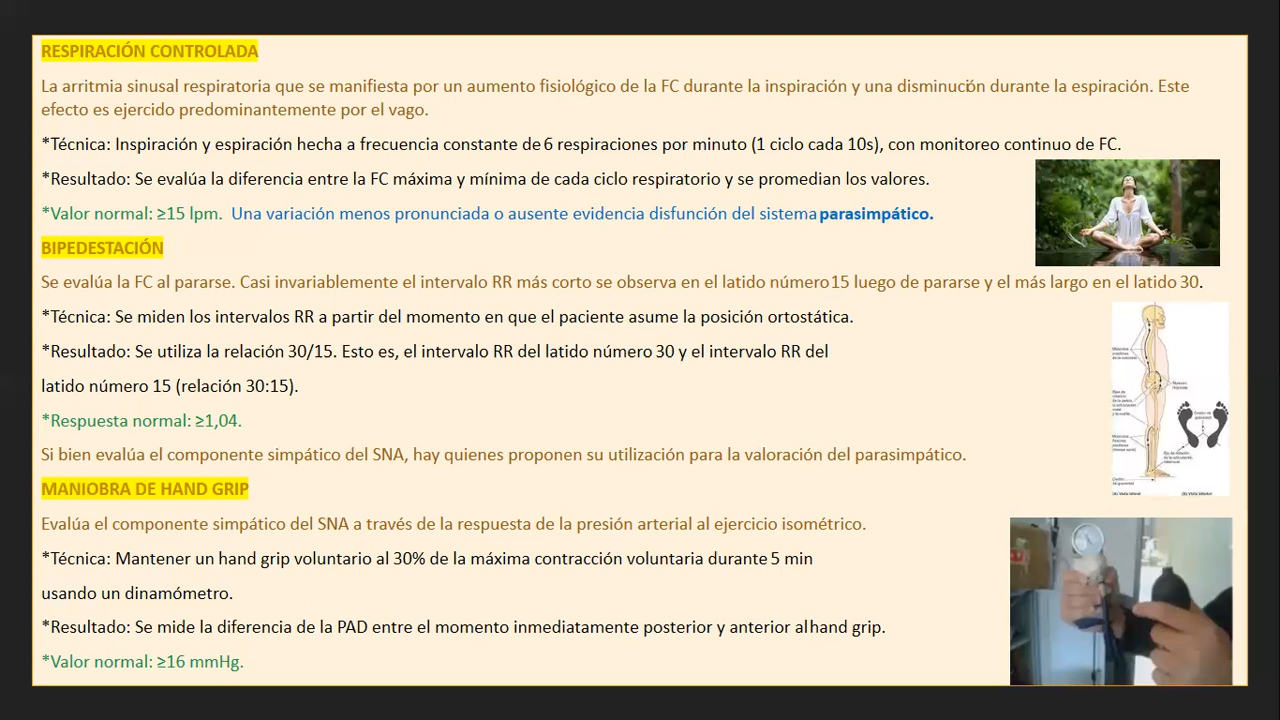 RESPIRACIÓN CONTROLADA
La arritmia sinusal respiratoria que se manifiesta por un aumento fisiológico de la FC durante la inspiración y una disminución durante la espiración. Este
efecto es ejercido predominantemente por el vago.
*Técnica: Inspiración y espiración hecha a frecuencia constante de 6 respiraciones por minuto (1 ciclo cada 10s), con monitoreo continuo de FC.
*Resultado: Se evalúa la diferencia entre la FC máxima y mínima de cada ciclo respiratorio y se promedian los valores.
*Valor normal: ≥15 lpm. Una variación menos pronunciada o ausente evidencia disfunción del sistema parasimpático.
BIPEDESTACIÓN
Se evalúa la FC al pararse. Casi invariablemente el intervalo RR más corto se observa en el latido número 15 luego de pararse y el más largo en el latido 30.
*Técnica: Se miden los intervalos RR a partir del momento en que el paciente asume la posición ortostática.
*Resultado: Se utiliza la relación 30/15. Esto es, el intervalo RR del latido número 30 y el intervalo RR del
latido número 15 (relación 30:15).
*Respuesta normal: ≥1,04.
Si bien evalúa el componente simpático del SNA, hay quienes proponen su utilización para la valoración del parasimpático.
MANIOBRA DE HAND GRIP
Evalúa el componente simpático del SNA a través de la respuesta de la presión arterial al ejercicio isométrico.
*Técnica: Mantener un hand grip voluntario al 30% de la máxima contracción voluntaria durante 5 min
usando un dinamómetro.
*Resultado: Se mide la diferencia de la PAD entre el momento inmediatamente posterior y anterior al hand grip.
*Valor normal: ≥16 mmHg.